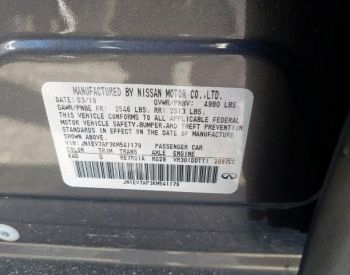 MANUFACTURED BY NISSAN MOTOR CO.,LTD.
DATE: 03/19 GVWR/PNBV: 4980 LBS.
GAWR/PNBE FR: 2546 LBS. RR: 2513 LBS.
THIS VEHICLE CONFORMS TO ALL APPLICABLE FEDERAL
MOTOR VEHICLE SAFETY, BUMPER, AND THEFT
PREVENTION STANDARDS IN EFFECT ON THE DATE OF
MANUFACTURE SHOWN ABOVE.
JN1EV7AP3KM541179 PASSENGER CAR
COLOR TRIM TRANS AXLE ENGINE
KAD G RE7R01A RG29 VR30(DDTT) 2997CC
JN1EV7AP3KM541179
INFINITI